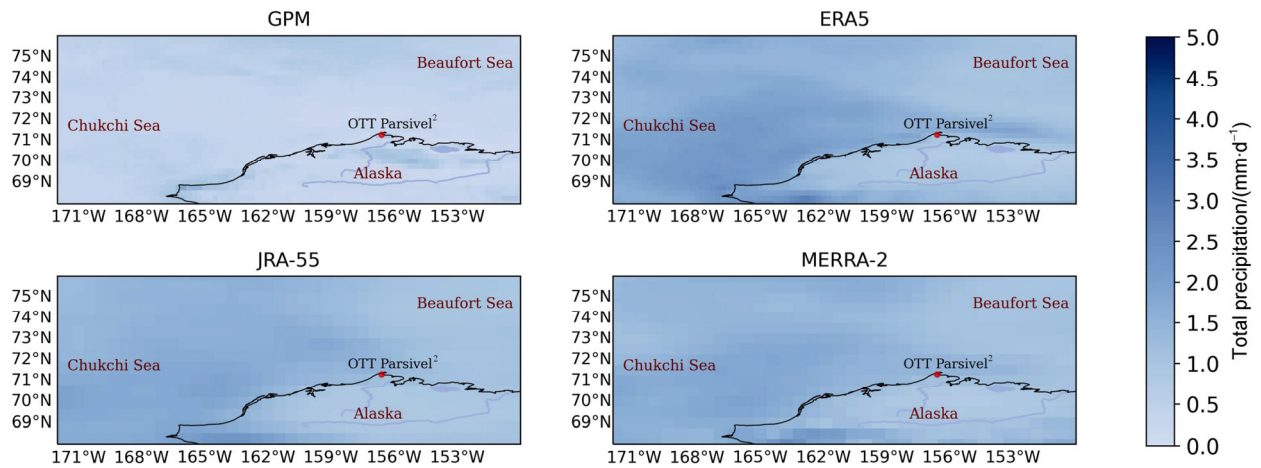 GPM
75°N
74°N
73°N
72°N
71°N
70°N
69°N
Beaufort Sea
Chukchi Sea
OTT Parsivel²
Alaska
171°W 168°W 165°W 162°W 159°W 156°W 153°W
ERA5
75°N
74°N
73°N
72°N
71°N
70°N
69°N
Beaufort Sea
Chukchi Sea
OTT Parsivel²
Alaska
171°W 168°W 165°W 162°W 159°W 156°W 153°W
JRA-55
75°N
74°N
73°N
72°N
71°N
70°N
69°N
Beaufort Sea
Chukchi Sea
OTT Parsivel²
Alaska
171°W 168°W 165°W 162°W 159°W 156°W 153°W
MERRA-2
75°N
74°N
73°N
72°N
71°N
70°N
69°N
Beaufort Sea
Chukchi Sea
OTT Parsivel²
Alaska
171°W 168°W 165°W 162°W 159°W 156°W 153°W
5.0
4.5
4.0
3.5
3.0
2.5
2.0
1.5
1.0
0.5
0.0
Total precipitation/(mm·d⁻¹)